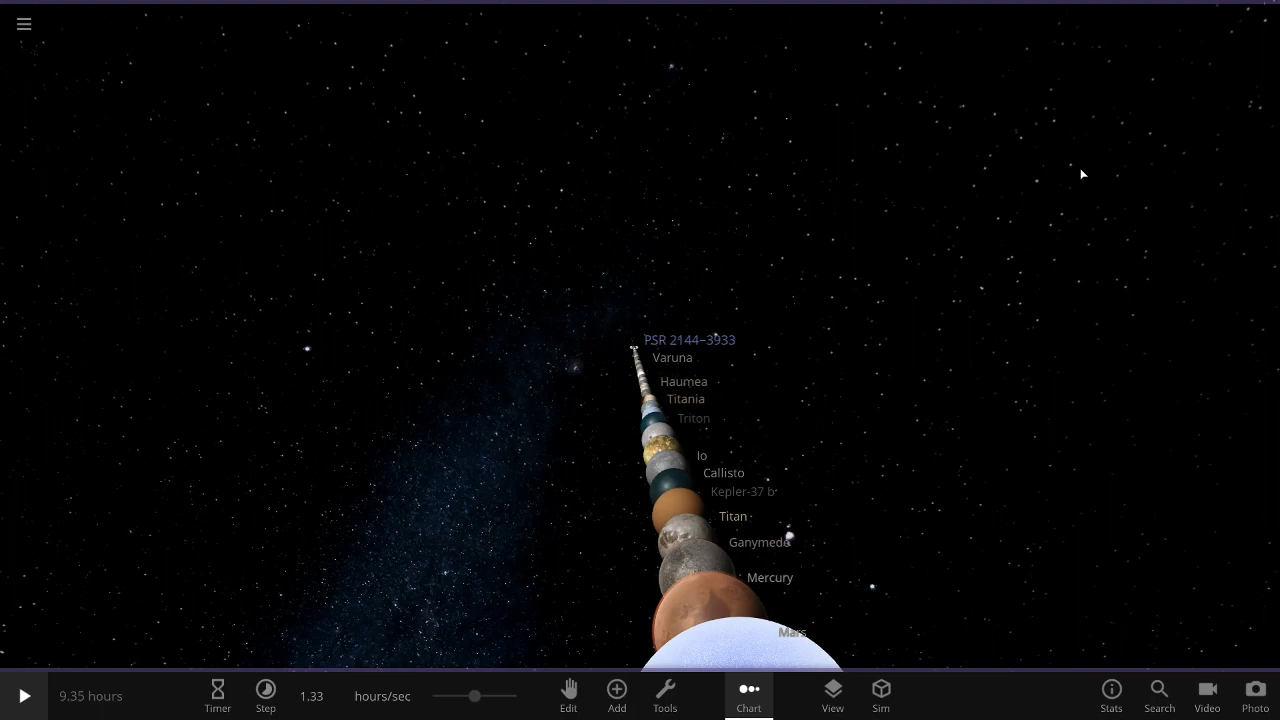 PSR 2144−3933
Varuna
Haumea
Titania
Triton
Io
Callisto
Kepler-37 b
Titan
Ganymede
Mercury
Mars
9.35 hours
Timer
Step
1.33
hours/sec
Edit
Add
Tools
Chart
View
Sim
Stats
Search
Video
Photo